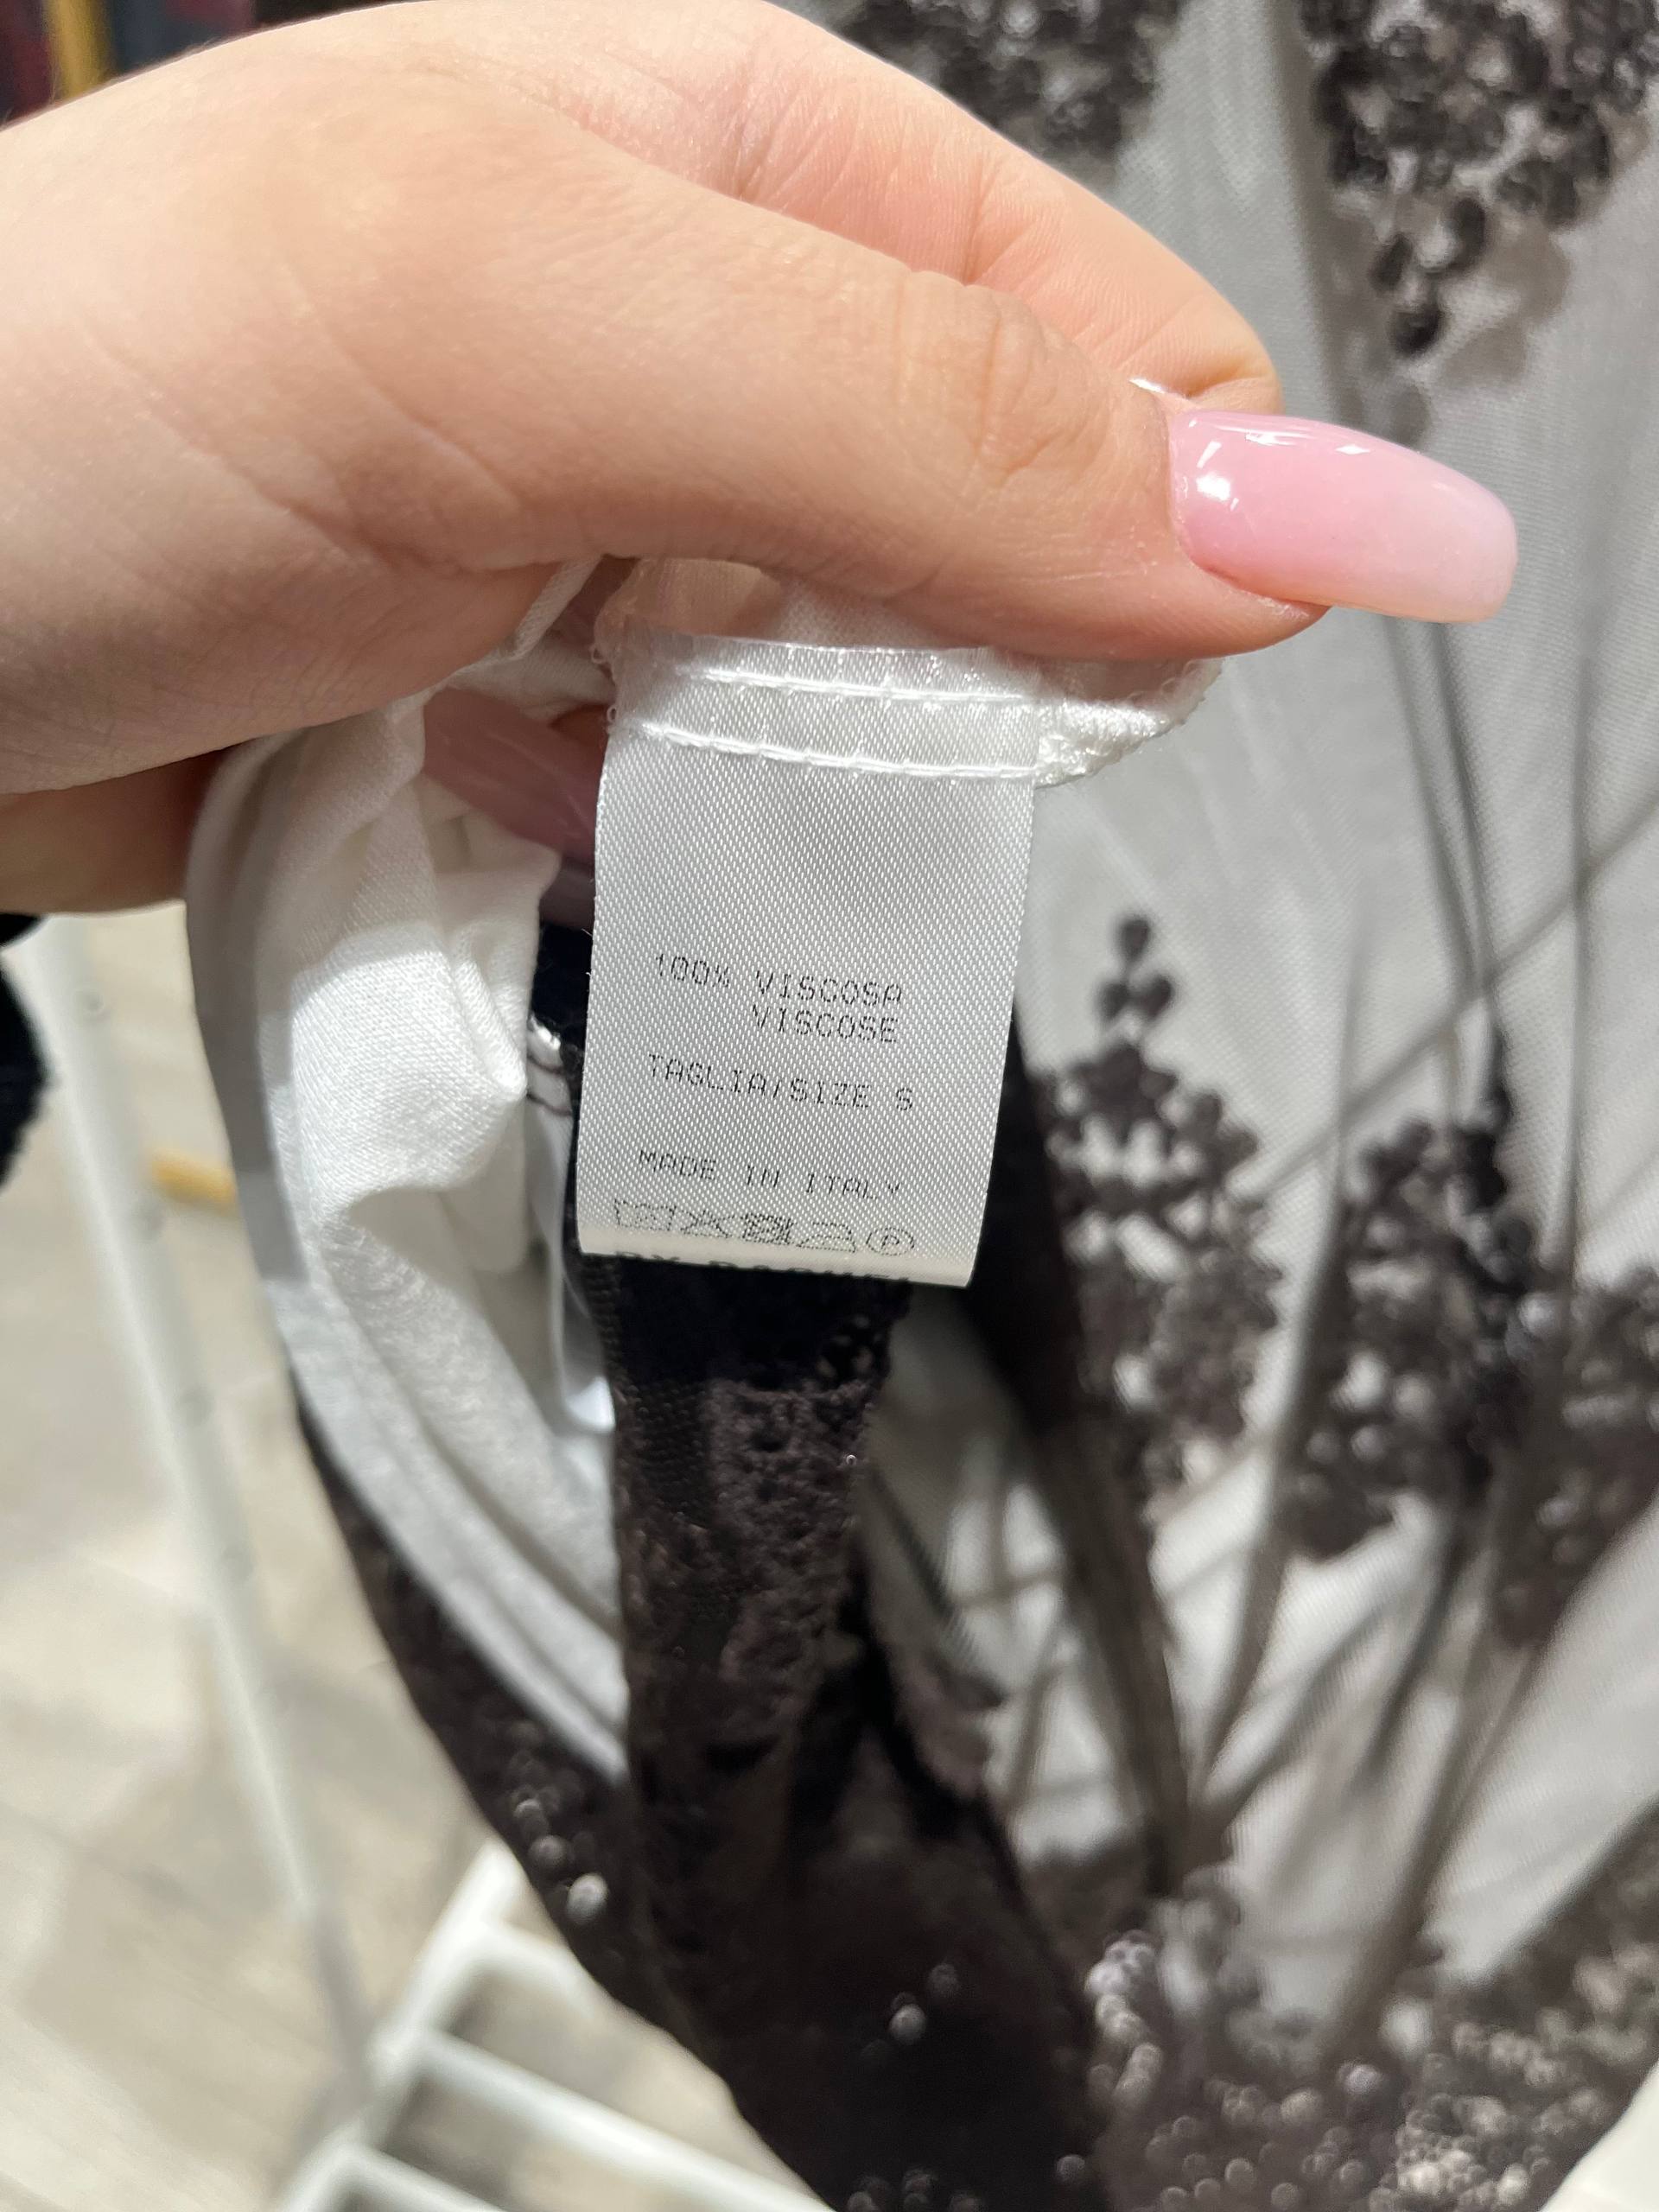 100% VISCOSA
VISCOSE
TAGLIA/SIZE S
MADE IN ITALY